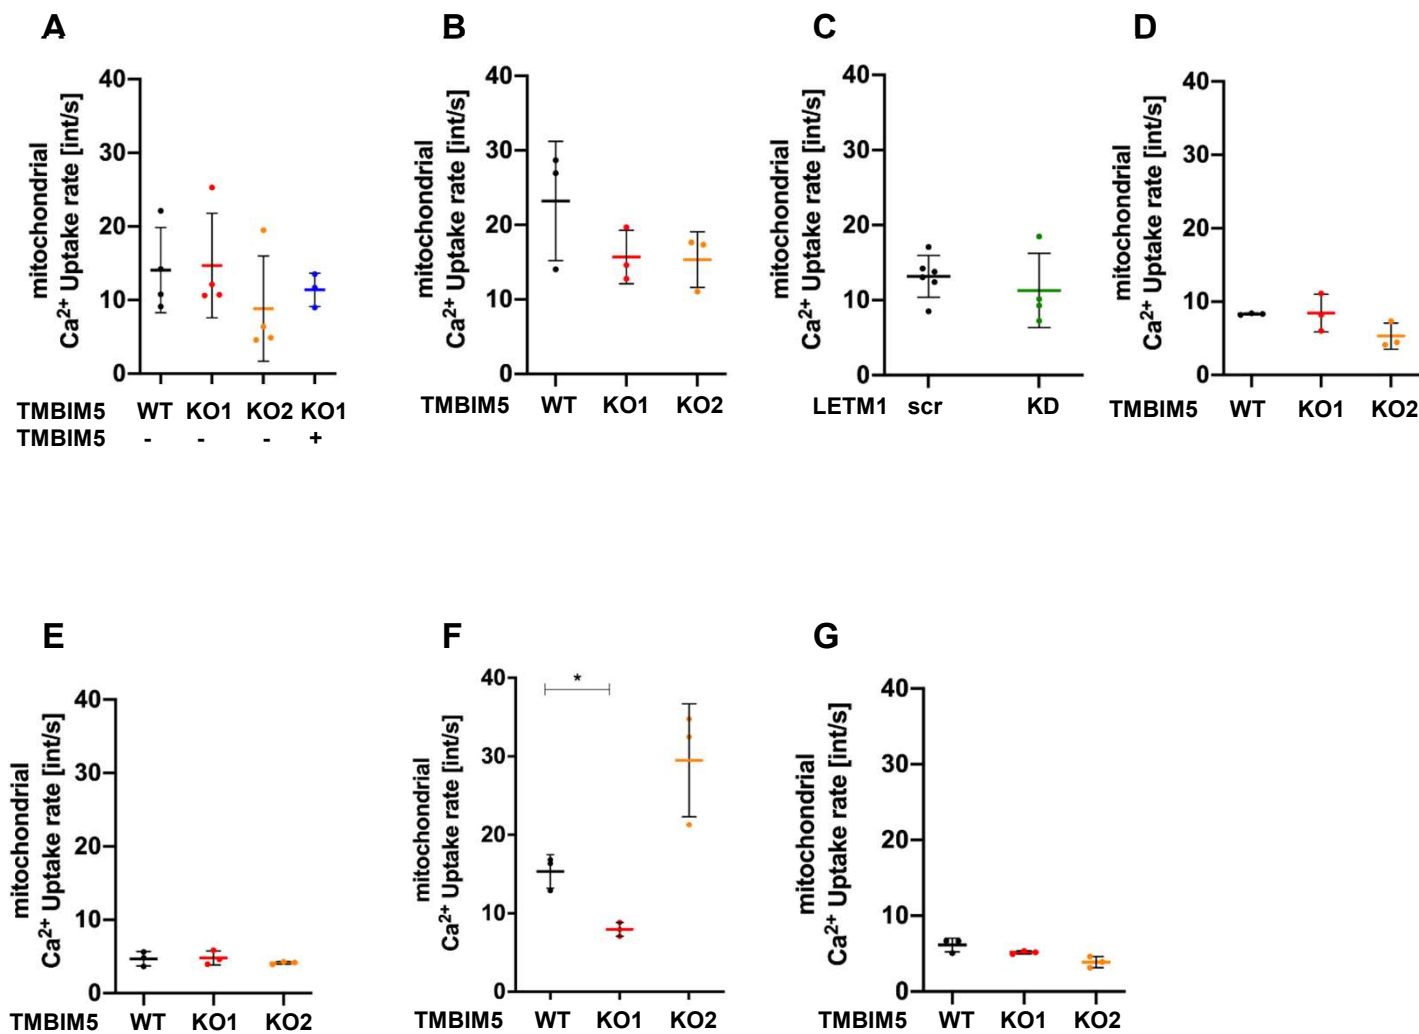 A
mitochondrial
Ca²⁺ Uptake rate [int/s]
40
30
20
10
0
TMBIM5 WT KO1 KO2 KO1
TMBIM5 - - - +
B
mitochondrial
Ca²⁺ Uptake rate [int/s]
40
30
20
10
0
TMBIM5 WT KO1 KO2
C
mitochondrial
Ca²⁺ Uptake rate [int/s]
40
30
20
10
0
LETM1 scr KD
D
mitochondrial
Ca²⁺ Uptake rate [int/s]
40
30
20
10
0
TMBIM5 WT KO1 KO2
E
mitochondrial
Ca²⁺ Uptake rate [int/s]
40
30
20
10
0
TMBIM5 WT KO1 KO2
F
mitochondrial
Ca²⁺ Uptake rate [int/s]
40
30
20
10
0
*
TMBIM5 WT KO1 KO2
G
mitochondrial
Ca²⁺ Uptake rate [int/s]
40
30
20
10
0
TMBIM5 WT KO1 KO2